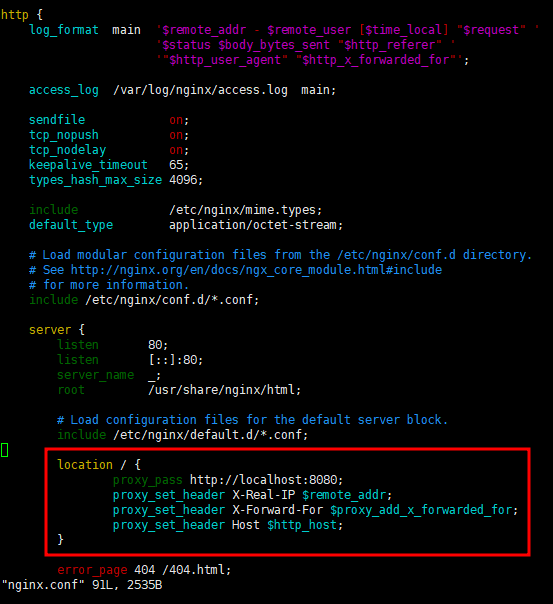 http {
    log_format  main  '$remote_addr - $remote_user [$time_local] "$request" '
                      '$status $body_bytes_sent "$http_referer" '
                      '"$http_user_agent" "$http_x_forwarded_for"';
    access_log  /var/log/nginx/access.log  main;
    sendfile            on;
    tcp_nopush          on;
    tcp_nodelay         on;
    keepalive_timeout   65;
    types_hash_max_size 4096;
    include             /etc/nginx/mime.types;
    default_type        application/octet-stream;
    # Load modular configuration files from the /etc/nginx/conf.d directory.
    # See http://nginx.org/en/docs/ngx_core_module.html#include
    # for more information.
    include /etc/nginx/conf.d/*.conf;
    server {
        listen       80;
        listen       [::]:80;
        server_name  _;
        root         /usr/share/nginx/html;
        # Load configuration files for the default server block.
        include /etc/nginx/default.d/*.conf;
        location / {
                proxy_pass http://localhost:8080;
                proxy_set_header X-Real-IP $remote_addr;
                proxy_set_header X-Forward-For $proxy_add_x_forwarded_for;
                proxy_set_header Host $http_host;
        }
        error_page 404 /404.html;
"nginx.conf" 91L, 2535B